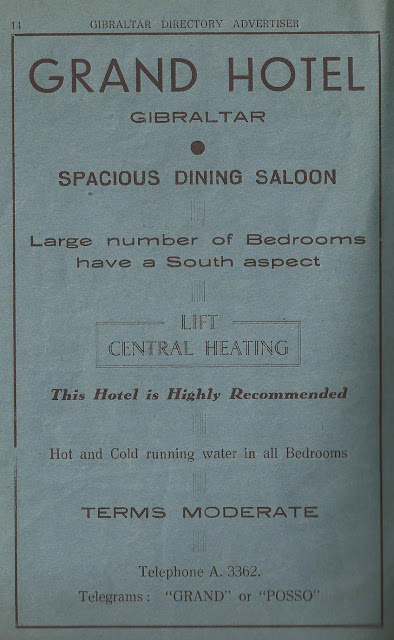 14 GIBRALTAR DIRECTORY ADVERTISER
GRAND HOTEL
GIBRALTAR
SPACIOUS DINING SALOON
Large number of Bedrooms
have a South aspect
LIFT
CENTRAL HEATING
This Hotel is Highly Recommended
Hot and Cold running water in all Bedrooms
TERMS MODERATE
Telephone A. 3362.
Telegrams: "GRAND" or "POSSO"